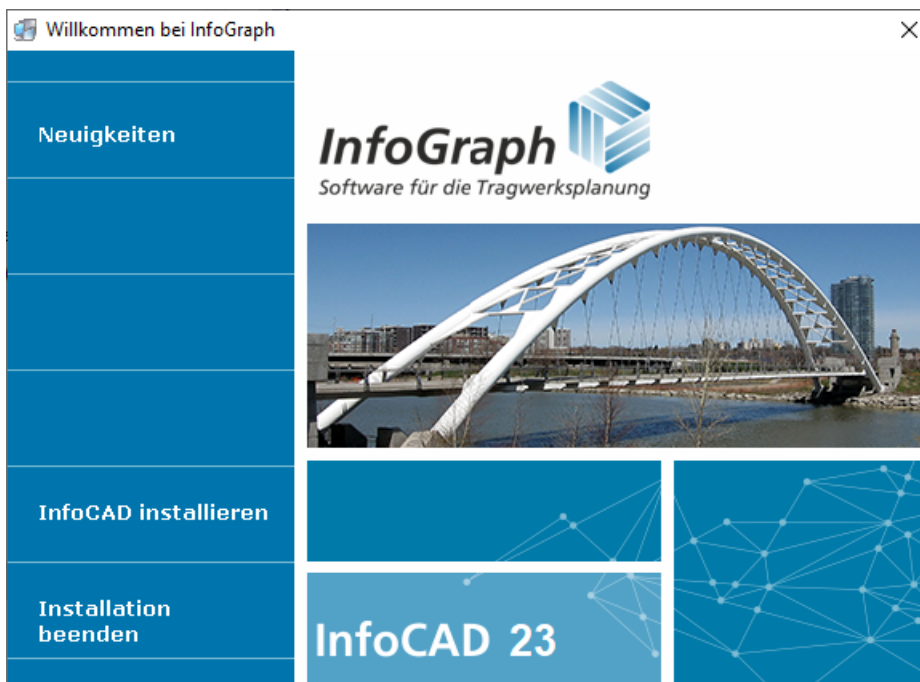 Willkommen bei InfoGraph
Neuigkeiten
InfoCAD installieren
Installation
beenden
InfoGraph
Software für die Tragwerksplanung
InfoCAD 23